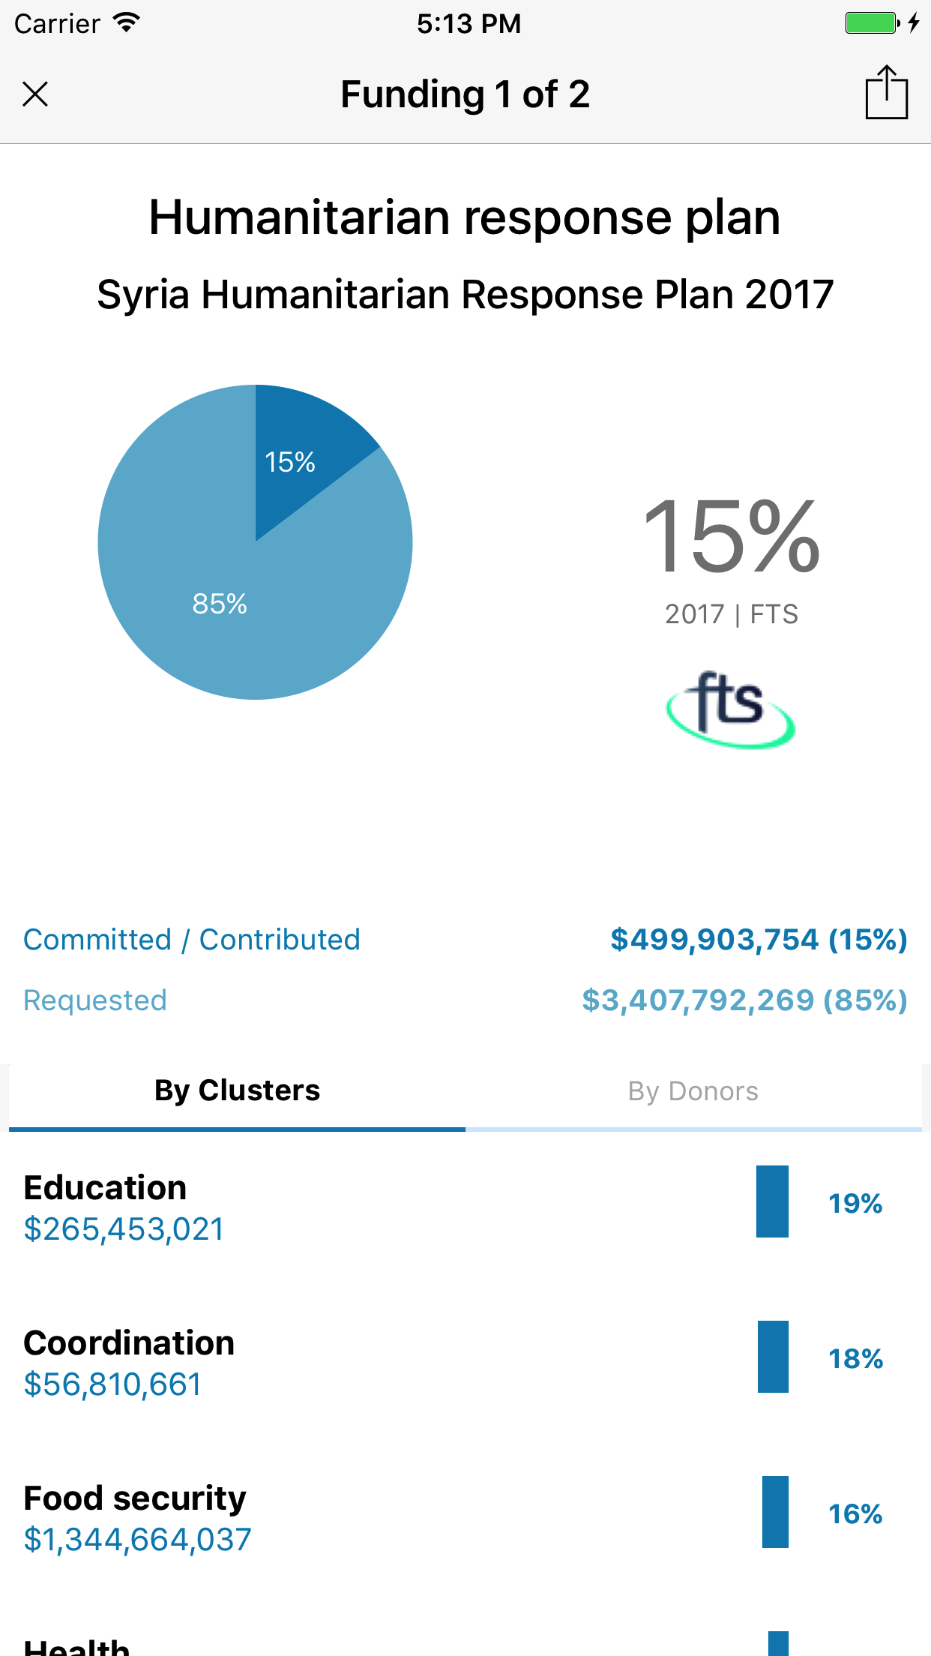 Carrier 5:13 PM
Funding 1 of 2
Humanitarian response plan
Syria Humanitarian Response Plan 2017
15%
85%
15%
2017 | FTS
fts
Committed / Contributed $499,903,754 (15%)
Requested $3,407,792,269 (85%)
By Clusters By Donors
Education
$265,453,021
19%
Coordination
$56,810,661
18%
Food security
$1,344,664,037
16%
Health